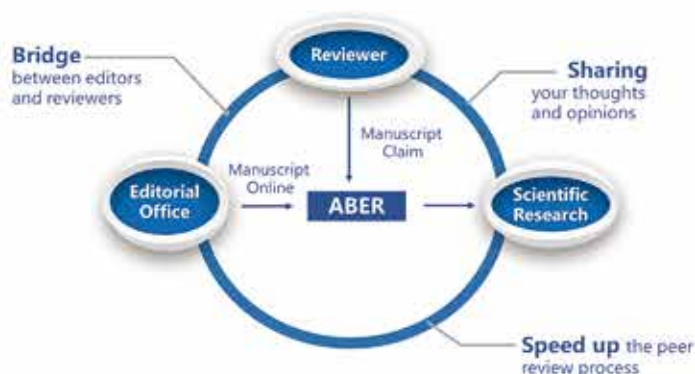 Reviewer
Bridge
between editors
and reviewers
Sharing
your thoughts
and opinions
Manuscript
Claim
Manuscript
Online
Editorial
Office
ABER
Scientific
Research
Speed up the peer
review process